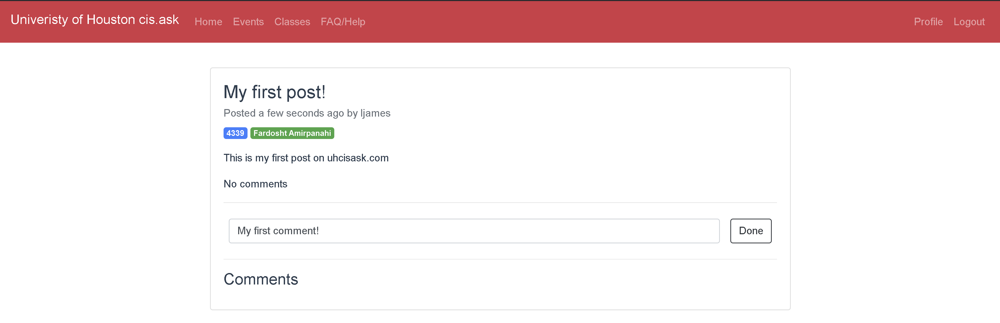 Univeristy of Houston cis.ask Home Events Classes FAQ/Help Profile Logout
My first post!
Posted a few seconds ago by ljames
4339 Fardosht Amirpanahi
This is my first post on uhcisask.com
No comments
My first comment! Done
Comments